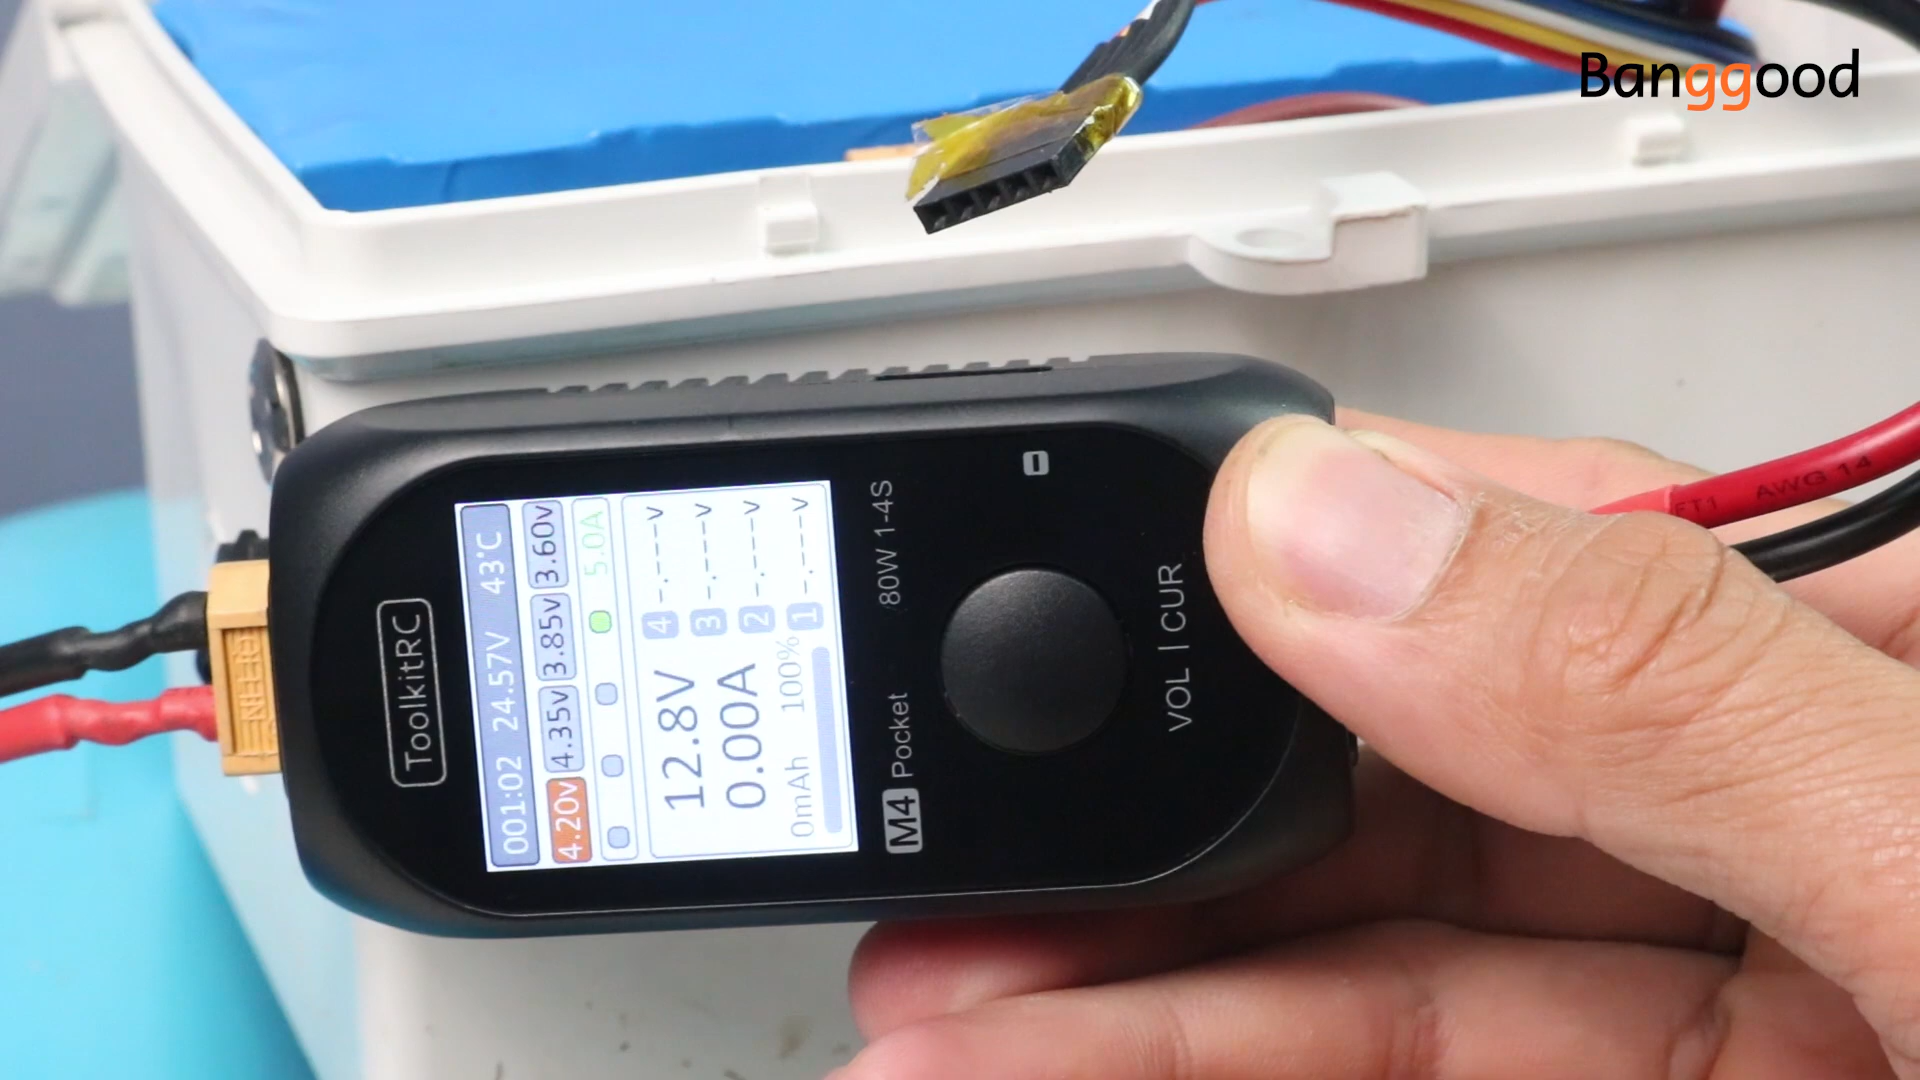 Banggood
ToolkitRC
001:02 24.57V 43°C
4.20v 4.35v 3.85v 3.60v
5.0A
12.8V
0.00A
0mAh 100%
4 -.---v
3 -.---v
2 -.---v
1 -.---v
M4 Pocket 80W 1-4S
VOL | CUR
AWG 14